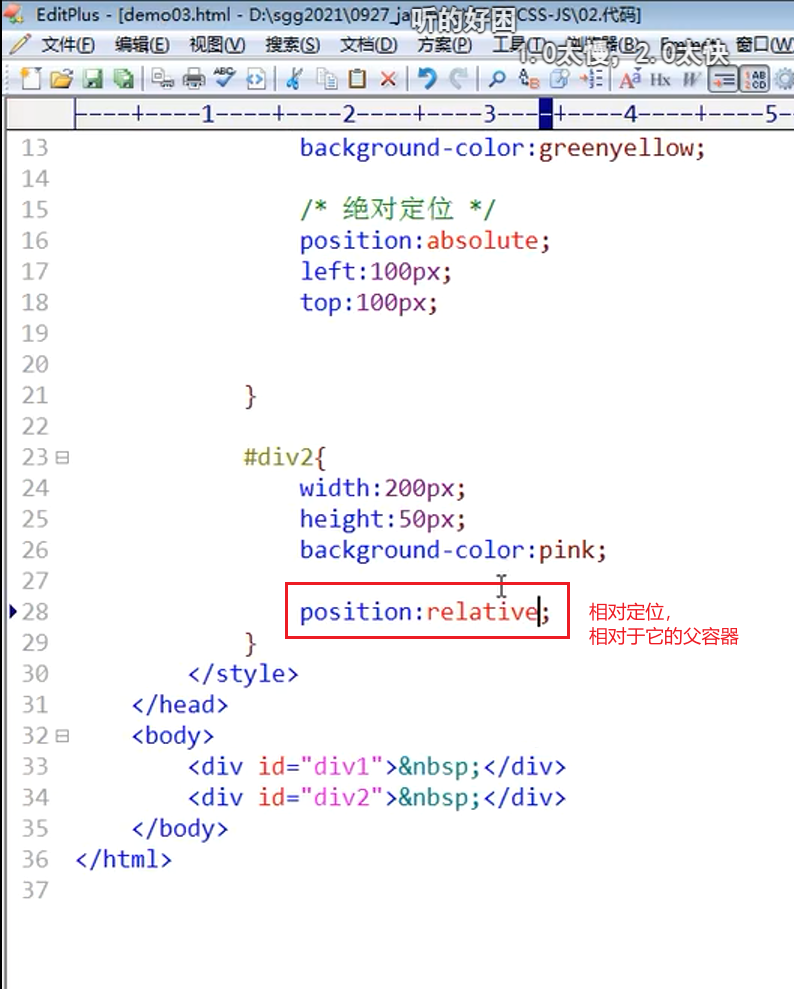 EditPlus - [demo03.html - D:\sgg2021\0927_ja CSS-JS\02.代码]
听的好困
文件(F) 编辑(E) 视图(V) 搜索(S) 文档(D) 方案(P) 工具(T) 窗口(W
1.0太慢，2.0太快
----+----1----+----2----+----3----+----4----+----5-
13 background-color:greenyellow;
14
15 /* 绝对定位 */
16 position:absolute;
17 left:100px;
18 top:100px;
19
20
21 }
22
23 #div2{
24 width:200px;
25 height:50px;
26 background-color:pink;
27
28 position:relative; 相对定位，
相对于它的父容器
29 }
30 </style>
31 </head>
32 <body>
33 <div id="div1">&nbsp;</div>
34 <div id="div2">&nbsp;</div>
35 </body>
36 </html>
37